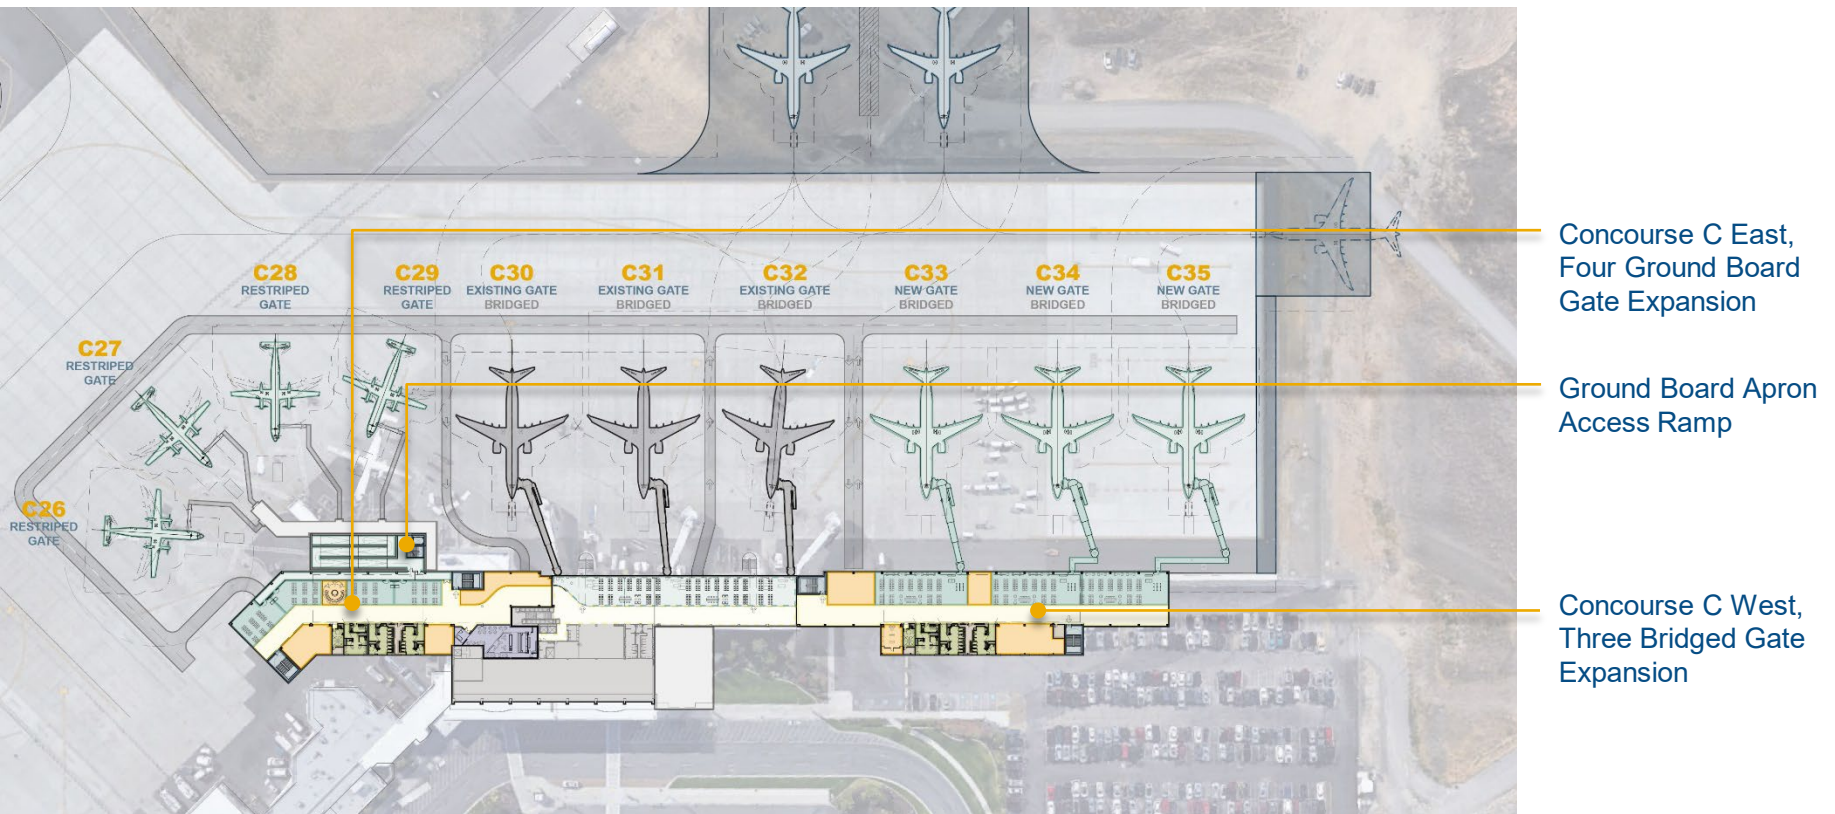 C28
RESTRIPED
GATE
C29
RESTRIPED
GATE
C30
EXISTING GATE
BRIDGED
C31
EXISTING GATE
BRIDGED
C32
EXISTING GATE
BRIDGED
C33
NEW GATE
BRIDGED
C34
NEW GATE
BRIDGED
C35
NEW GATE
BRIDGED
C27
RESTRIPED
GATE
C26
RESTRIPED
GATE
Concourse C East,
Four Ground Board
Gate Expansion
Ground Board Apron
Access Ramp
Concourse C West,
Three Bridged Gate
Expansion